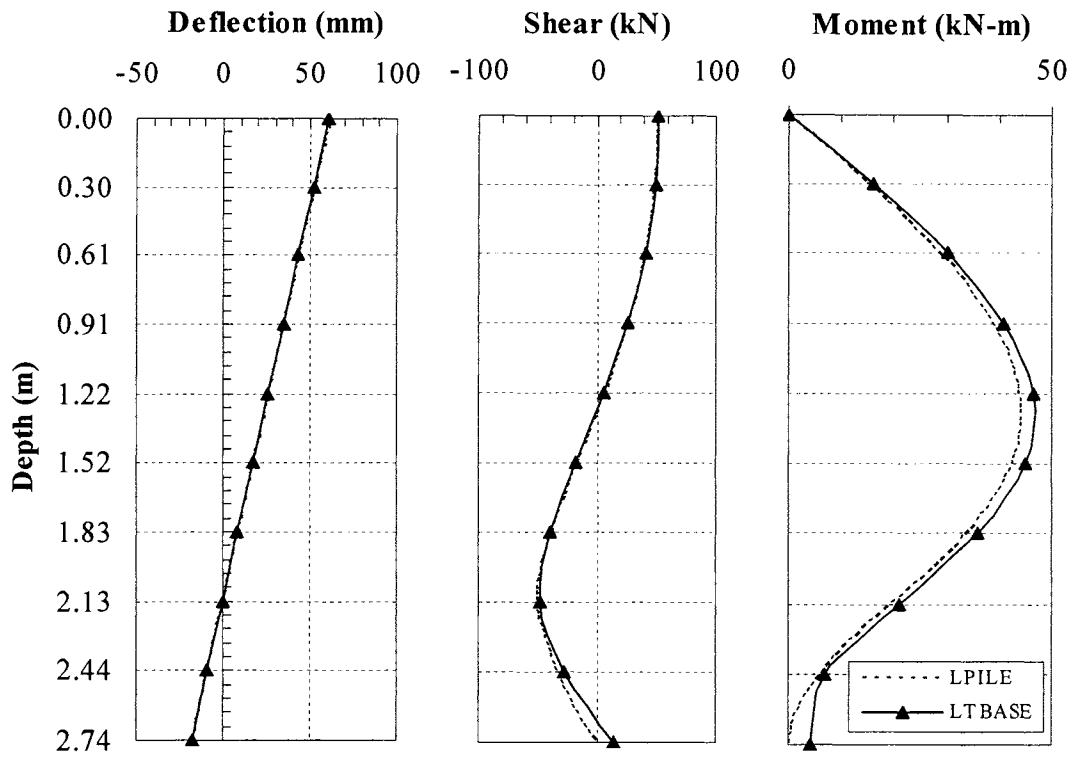 Deflection (mm) Shear (kN) Moment (kN-m)
-50 0 50 100 -100 0 100 0 50
0.00
0.30
0.61
0.91
1.22
1.52
1.83
2.13
2.44
2.74
Depth (m)
LPILE
LTBASE